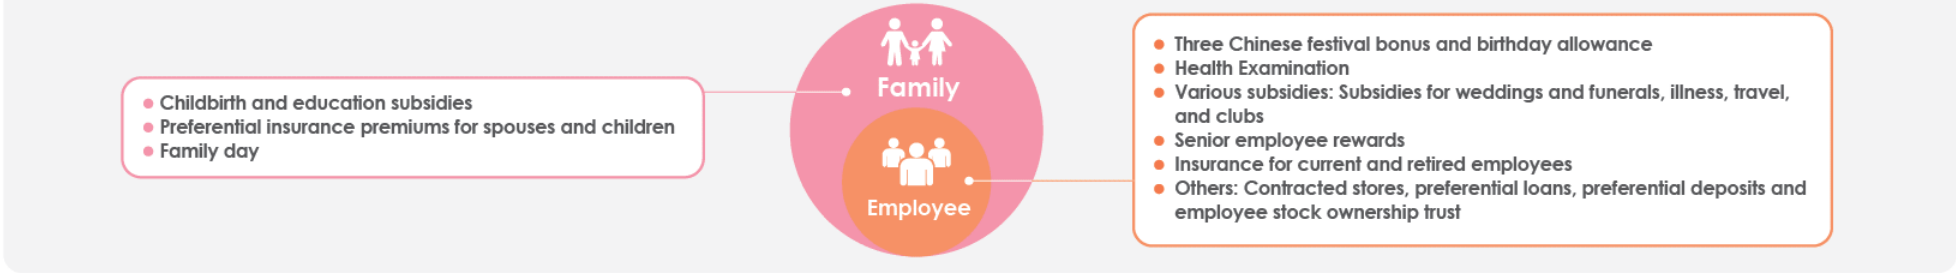 Childbirth and education subsidies
Preferential insurance premiums for spouses and children
Family day
Family
Employee
Three Chinese festival bonus and birthday allowance
Health Examination
Various subsidies: Subsidies for weddings and funerals, illness, travel,
and clubs
Senior employee rewards
Insurance for current and retired employees
Others: Contracted stores, preferential loans, preferential deposits and
employee stock ownership trust